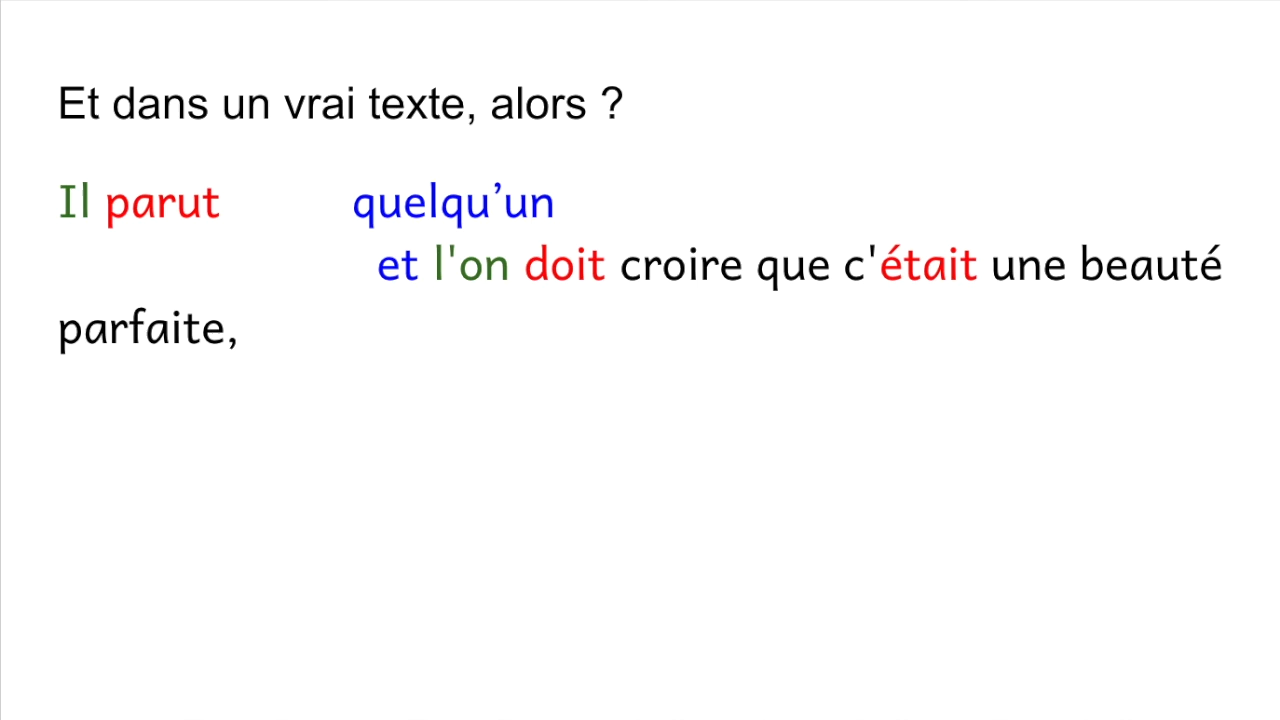 Et dans un vrai texte, alors ?
Il parut quelqu’un
et l'on doit croire que c'était une beauté
parfaite,